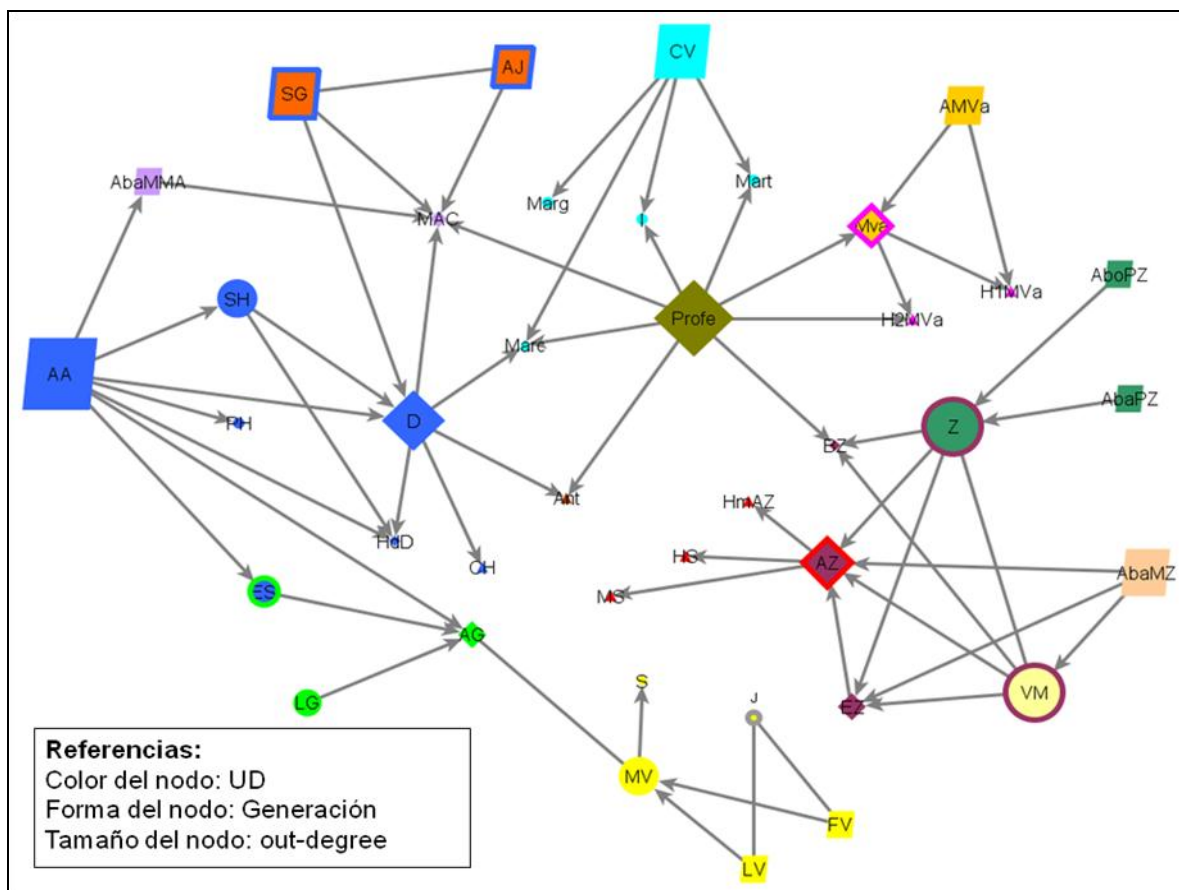 CV
AJ
SG
AMVa
AbaMMA
Mart
Marg
MAC
I
Mva
AboPZ
H1MVa
SH
Profe
H2MVa
Marc
AA
AbaPZ
PH
D
Z
BZ
Ant
HmAZ
HdD
HS
AZ
CH
AbaMZ
ES
MS
AG
S
VM
LG
J
EZ
Referencias:
Color del nodo: UD
Forma del nodo: Generación
Tamaño del nodo: out-degree
MV
FV
LV